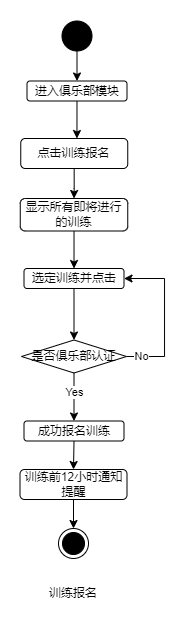 进入俱乐部模块
点击训练报名
显示所有即将进行
的训练
选定训练并点击
是否俱乐部认证
No
Yes
成功报名训练
训练前12小时通知
提醒
训练报名